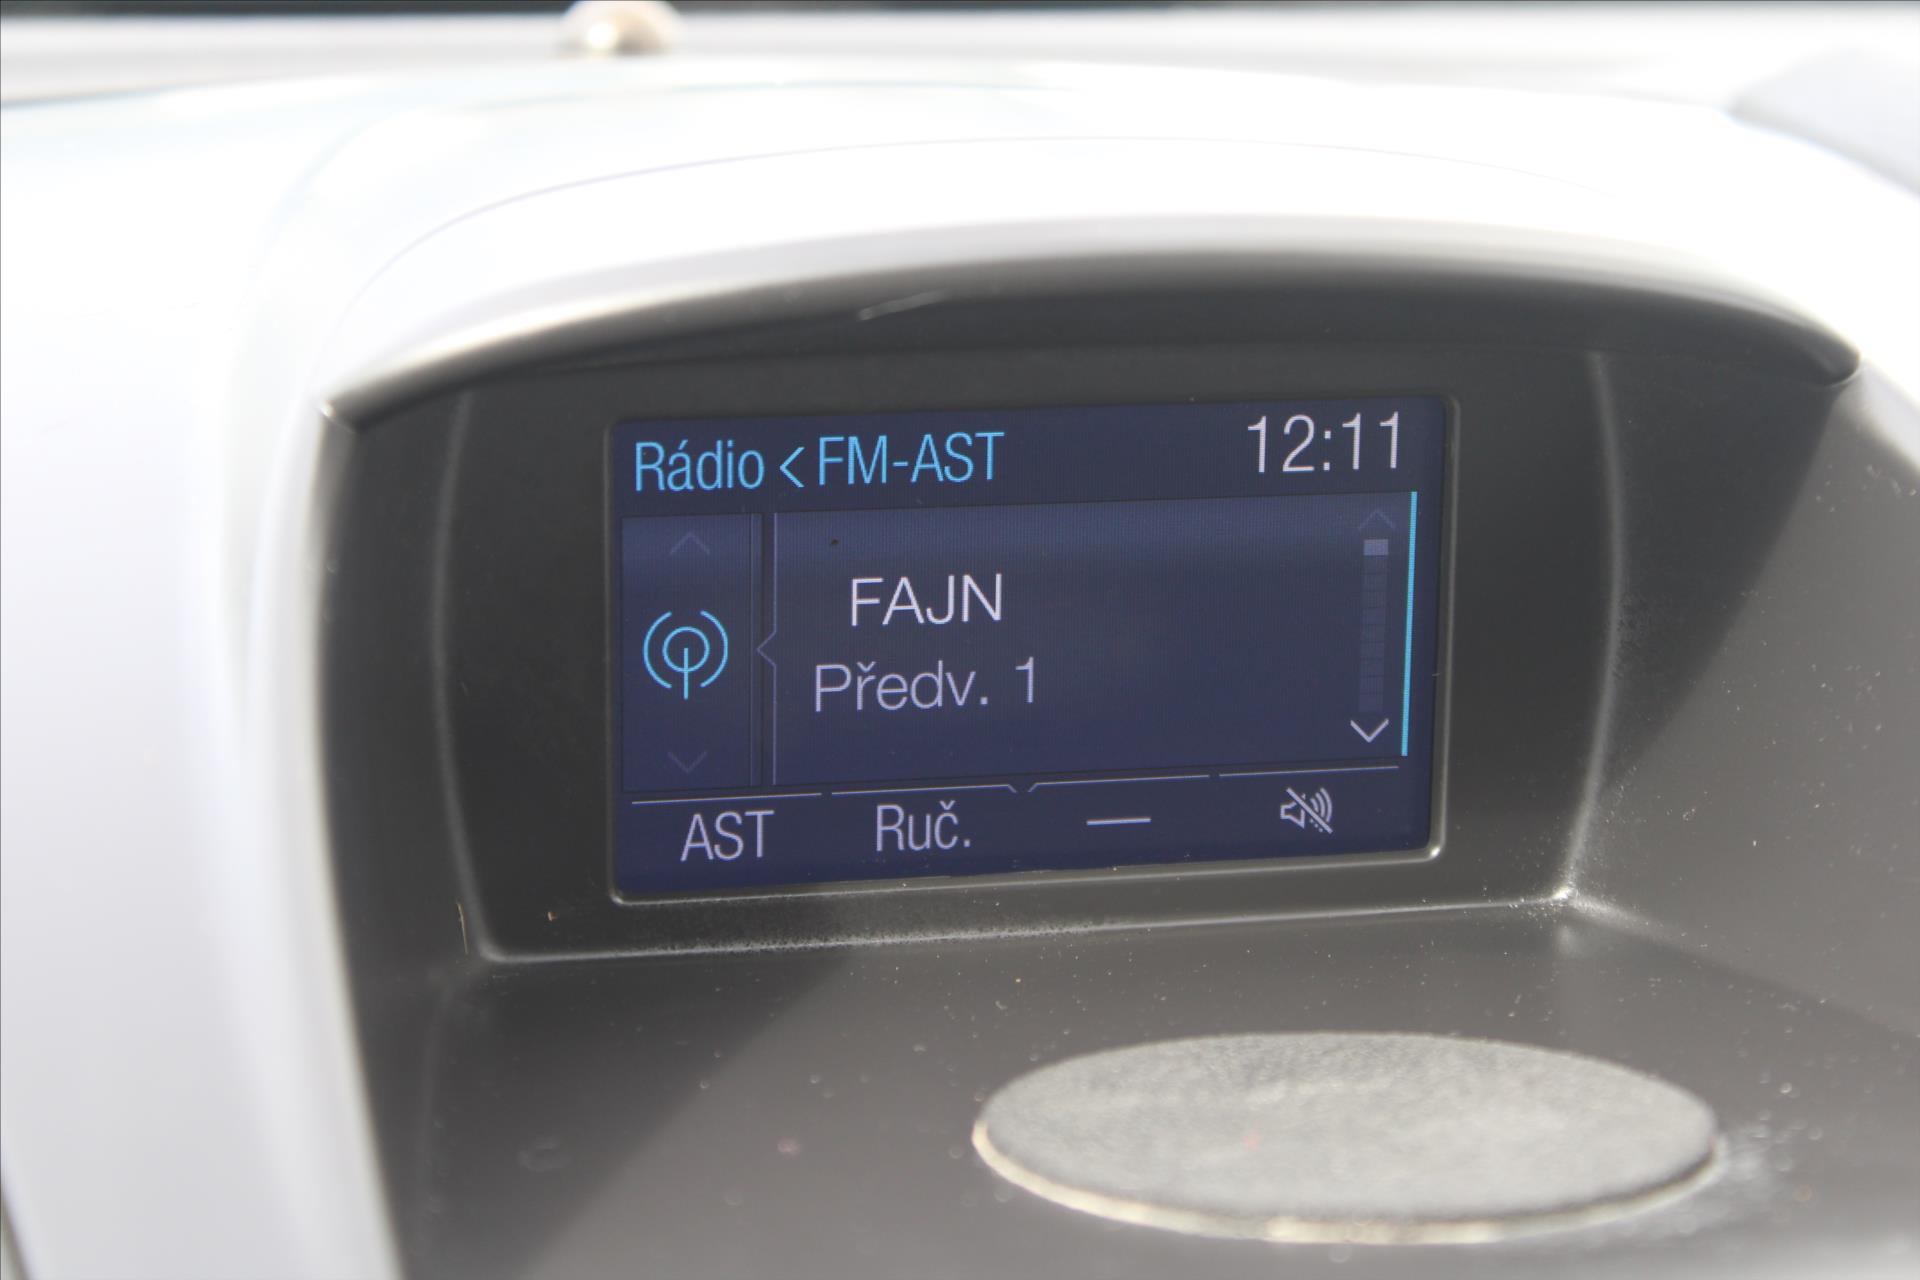 Rádio < FM-AST 12:11
FAJN
Předv. 1
AST Ruč. —